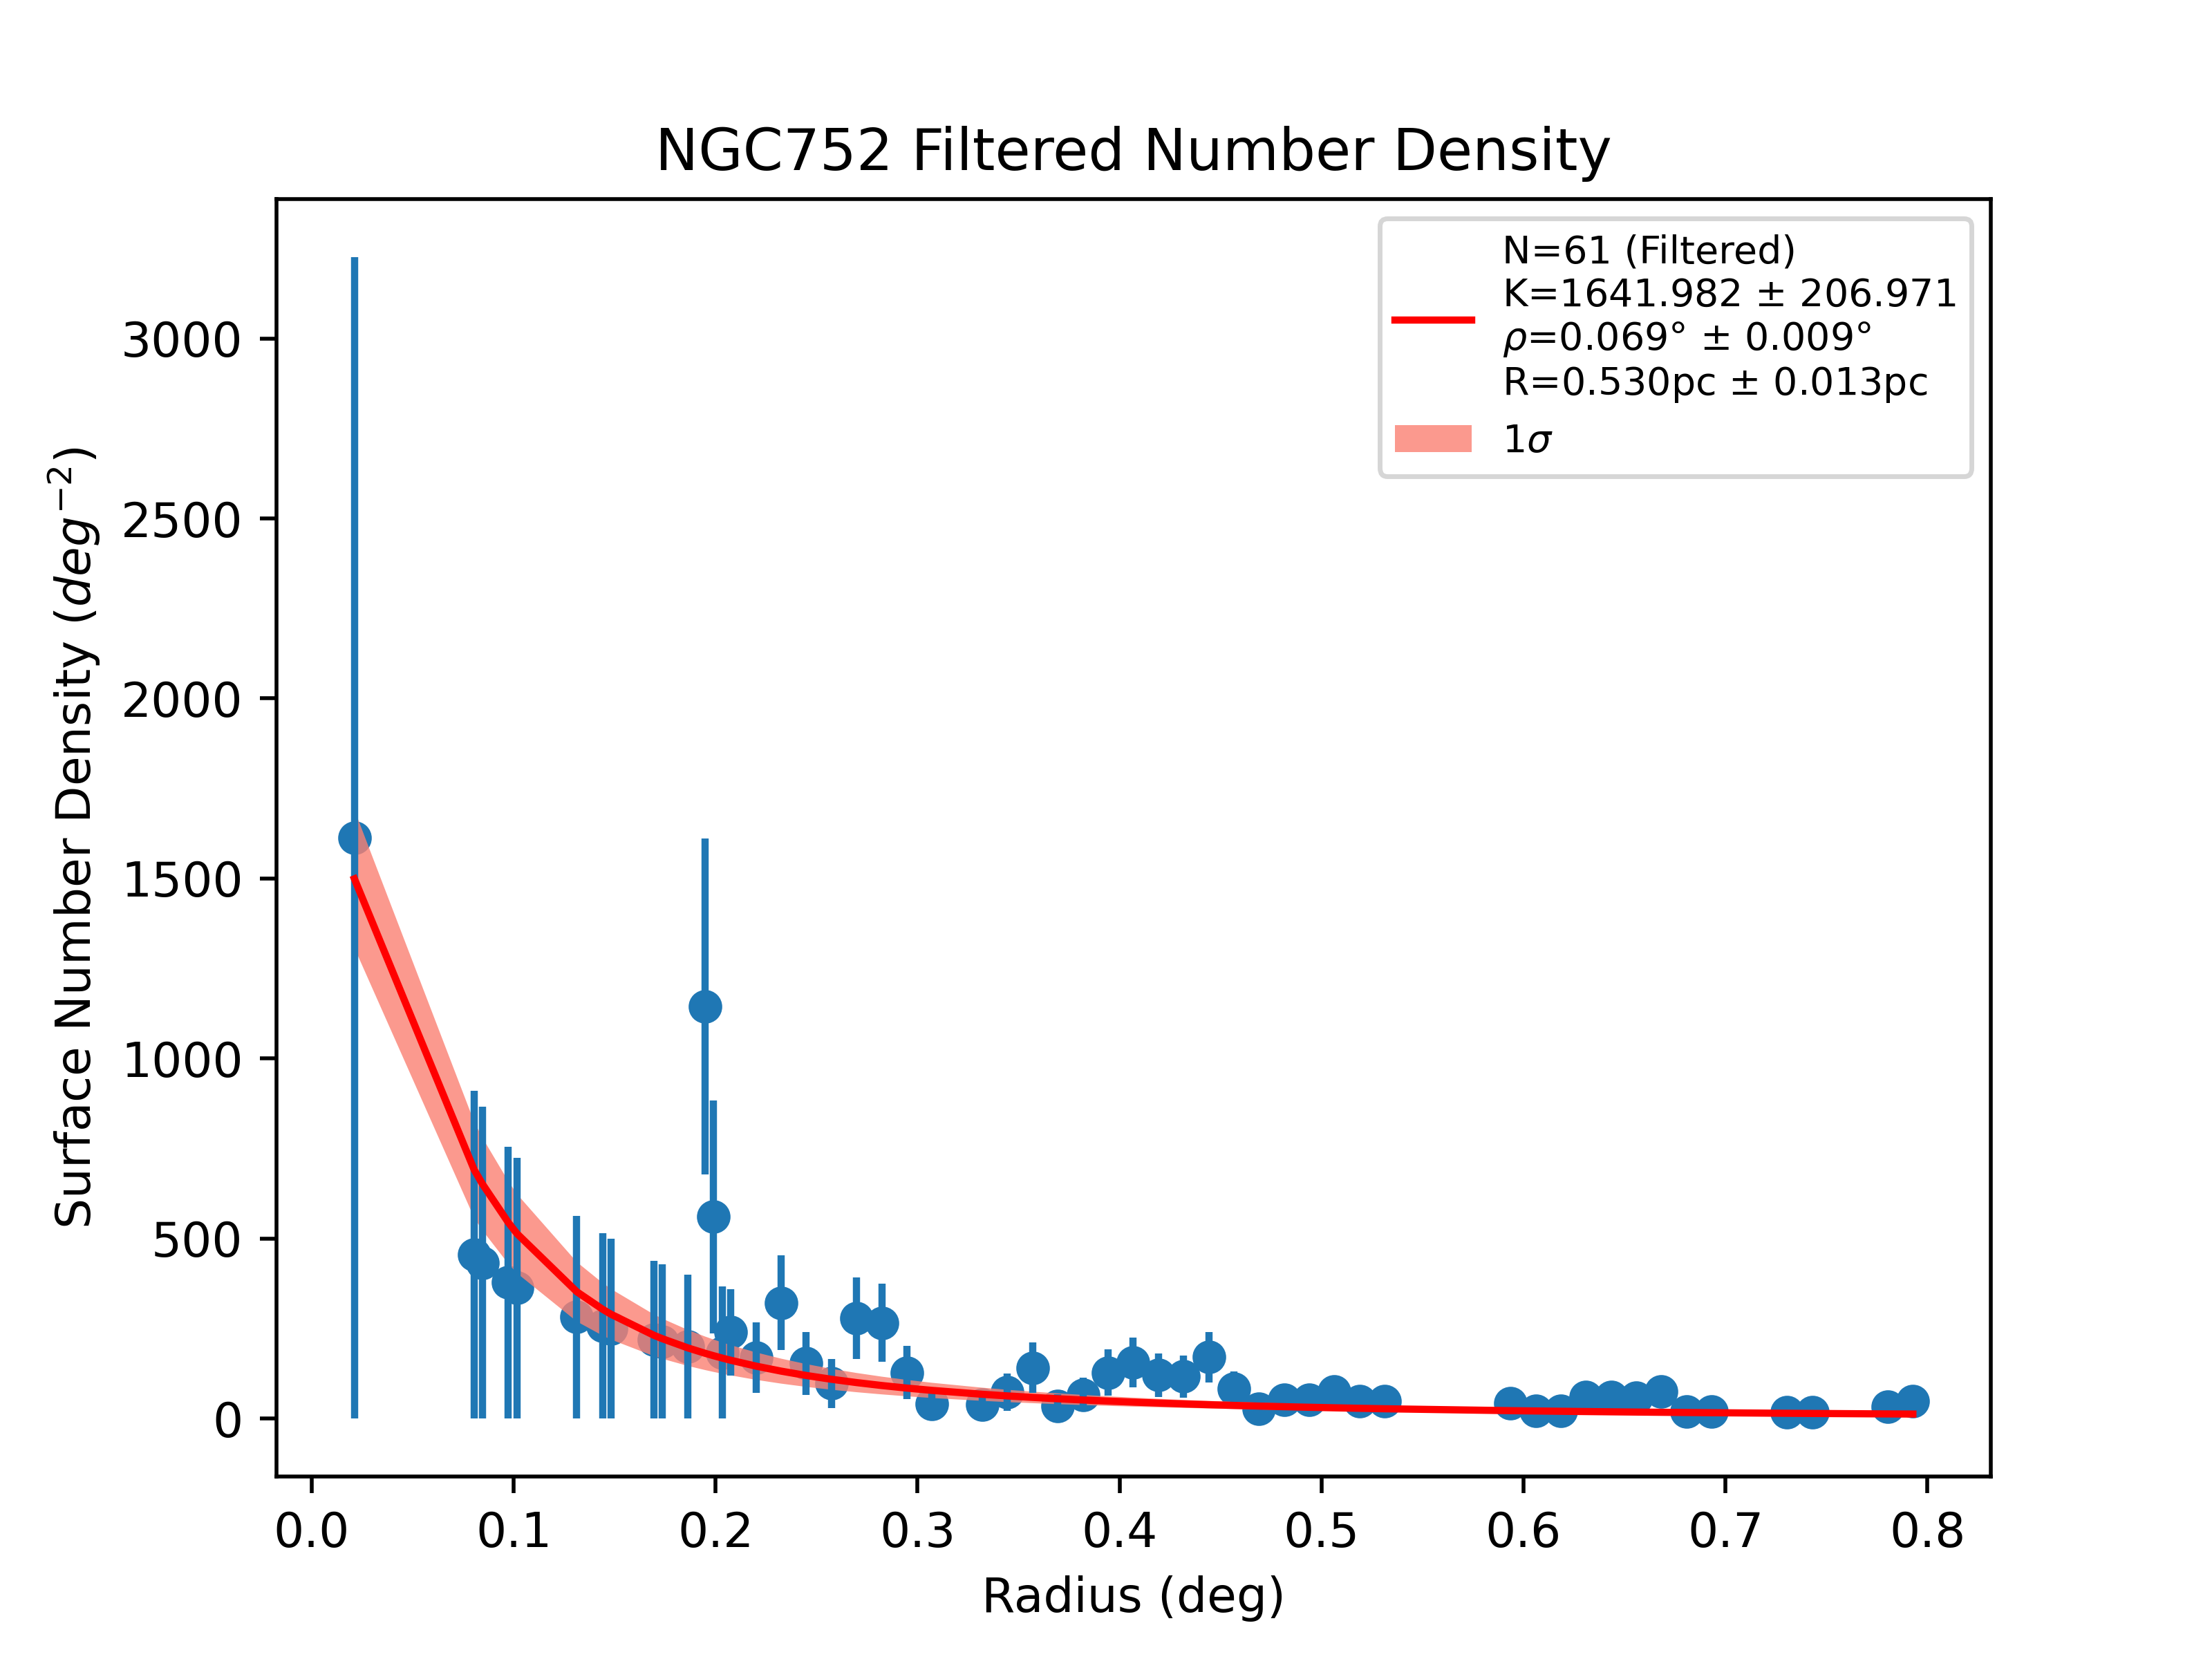 NGC752 Filtered Number Density
N=61 (Filtered)
K=1641.982 ± 206.971
ρ=0.069° ± 0.009°
R=0.530pc ± 0.013pc
1σ
Surface Number Density (deg⁻²)
3000
2500
2000
1500
1000
500
0
0.0 0.1 0.2 0.3 0.4 0.5 0.6 0.7 0.8
Radius (deg)